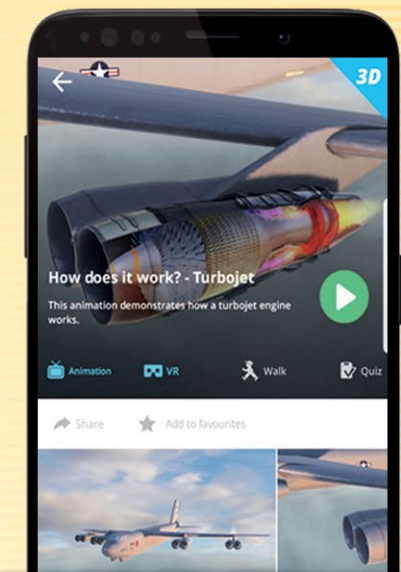 3D
How does it work? - Turbojet
This animation demonstrates how a turbojet engine
works.
Animation VR Walk Quiz
Share Add to favourites